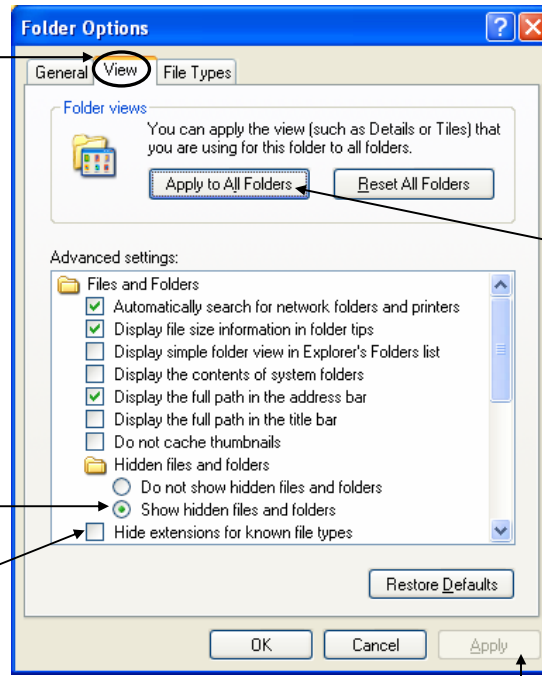 Folder Options
General View File Types
Folder views
You can apply the view (such as Details or Tiles) that
you are using for this folder to all folders.
Apply to All Folders Reset All Folders
Advanced settings:
Files and Folders
Automatically search for network folders and printers
Display file size information in folder tips
Display simple folder view in Explorer's Folders list
Display the contents of system folders
Display the full path in the address bar
Display the full path in the title bar
Do not cache thumbnails
Hidden files and folders
Do not show hidden files and folders
Show hidden files and folders
Hide extensions for known file types
Restore Defaults
OK Cancel Apply